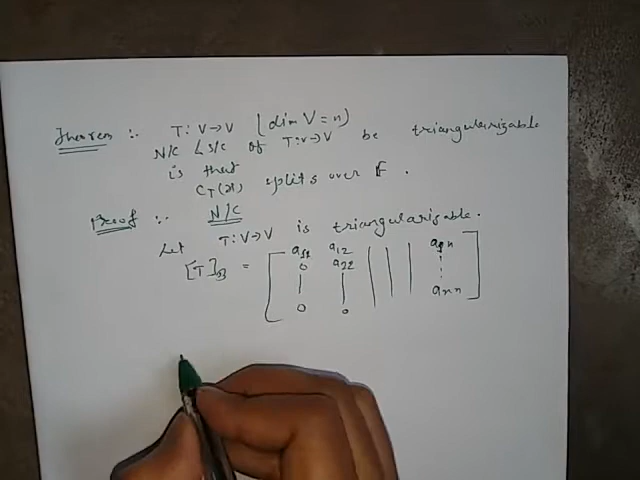 Theorem :- T: V→V (dim V = n)
N/C & S/C of T:V→V be triangularizable
is that
C_T(x) splits over F.
Proof :- N/C
Let T:V→V is triangularizable.
[T]_B = [ a₁₁ a₁₂ | | | a₁n
0 a₂₂ ⋮
| | ann
0 0 ]